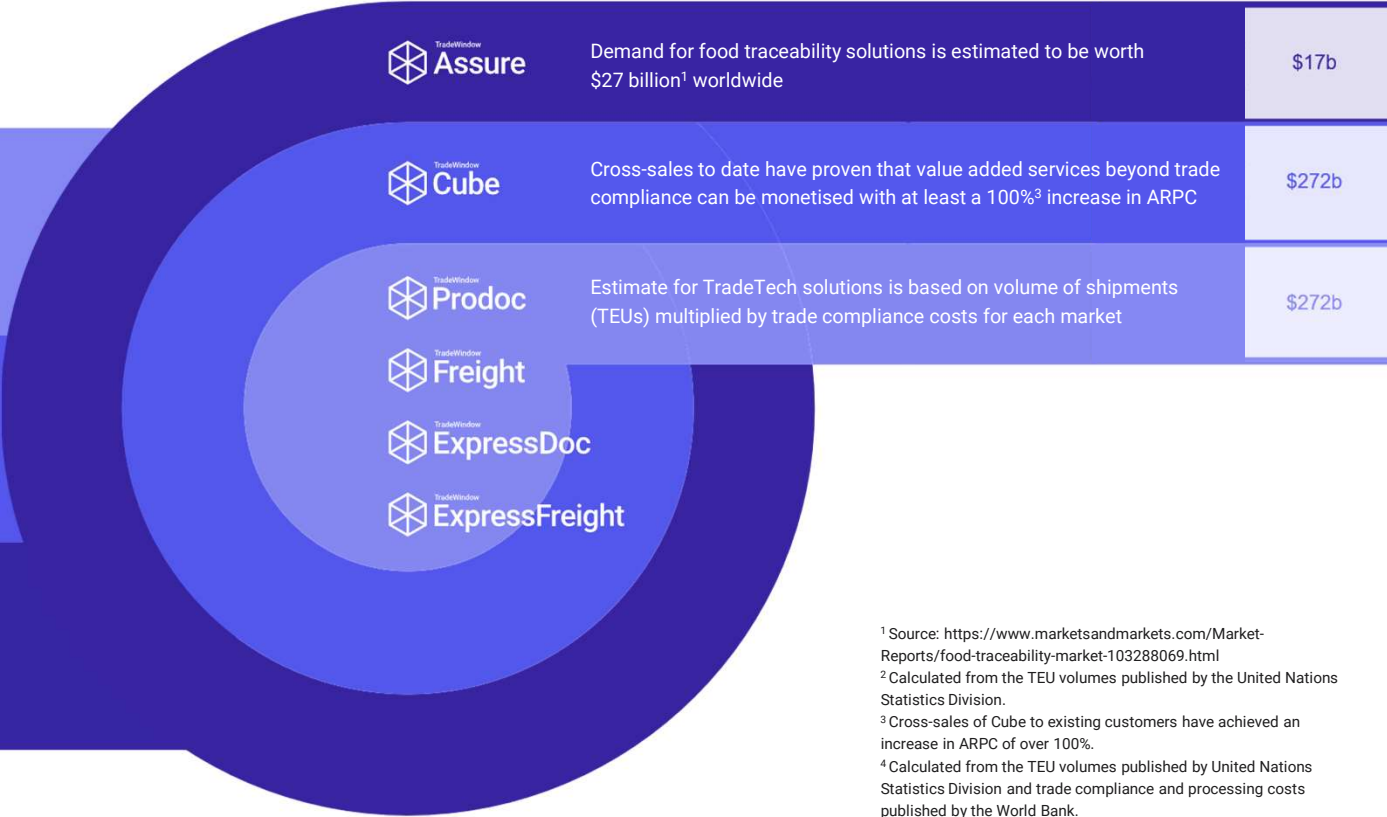 TradeWindow
Assure
Demand for food traceability solutions is estimated to be worth
$27 billion¹ worldwide
$17b
TradeWindow
Cube
Cross-sales to date have proven that value added services beyond trade
compliance can be monetised with at least a 100%³ increase in ARPC
$272b
TradeWindow
Prodoc
Estimate for TradeTech solutions is based on volume of shipments
(TEUs) multiplied by trade compliance costs for each market
$272b
TradeWindow
Freight
TradeWindow
ExpressDoc
TradeWindow
ExpressFreight
¹ Source: https://www.marketsandmarkets.com/Market-
Reports/food-traceability-market-103288069.html
² Calculated from the TEU volumes published by the United Nations
Statistics Division.
³ Cross-sales of Cube to existing customers have achieved an
increase in ARPC of over 100%.
⁴ Calculated from the TEU volumes published by United Nations
Statistics Division and trade compliance and processing costs
published by the World Bank.